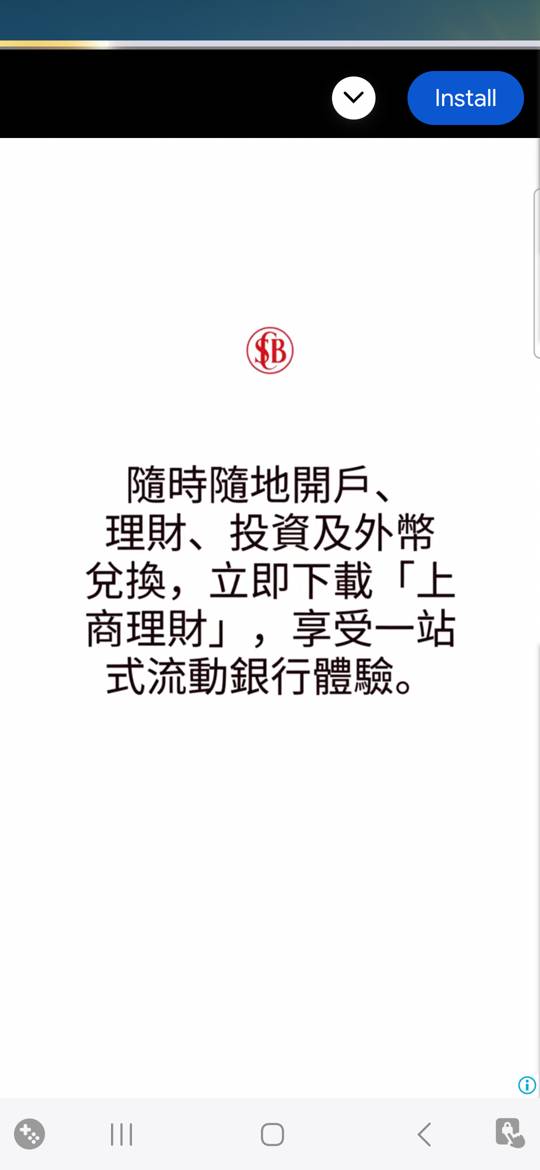 Install
SCB
隨時隨地開戶、
理財、投資及外幣
兌換，立即下載「上
商理財」，享受一站
式流動銀行體驗。